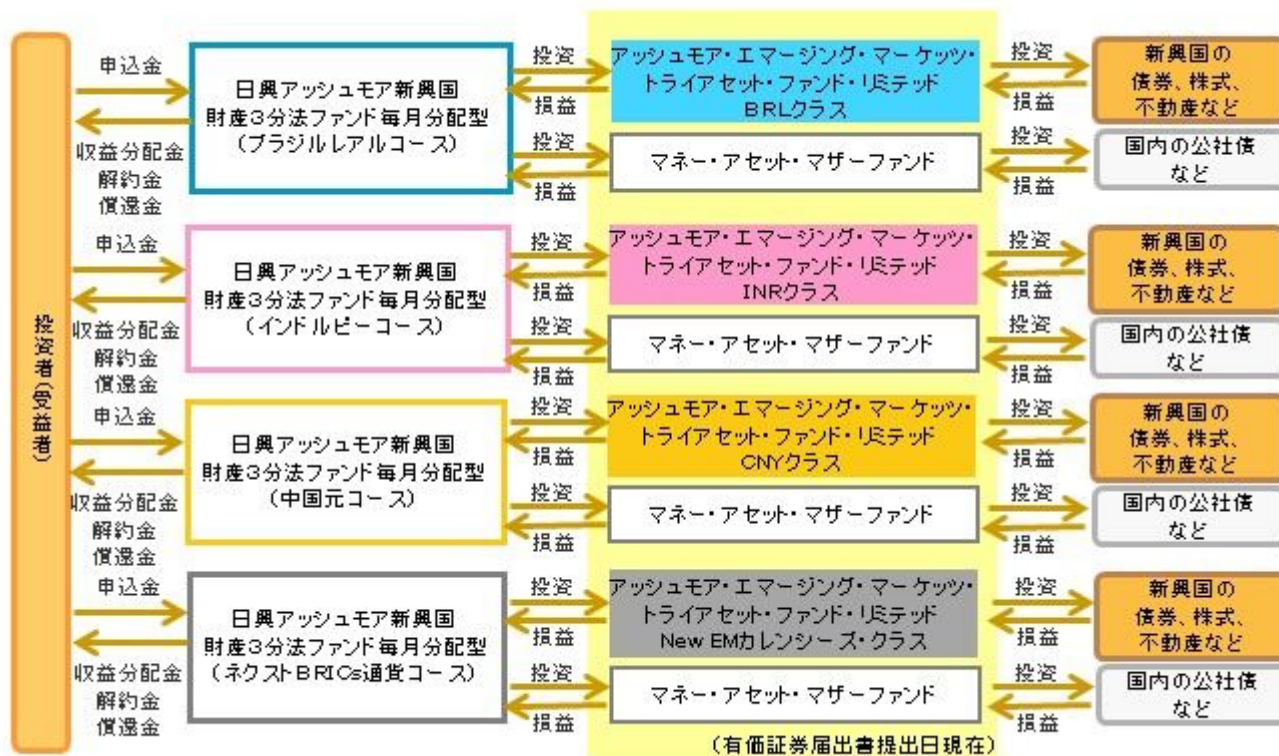 投資者(受益者)
申込金
収益分配金
解約金
償還金
日興アッシュモア新興国
財産3分法ファンド毎月分配型
(ブラジルレアルコース)
投資
損益
投資
損益
アッシュモア・エマージング・マーケッツ・
トライアセット・ファンド・リミテッド
BRLクラス
マネー・アセット・マザーファンド
投資
損益
投資
損益
新興国の
債券、株式、
不動産など
国内の公社債
など
申込金
収益分配金
解約金
償還金
日興アッシュモア新興国
財産3分法ファンド毎月分配型
(インドルピーコース)
投資
損益
投資
損益
アッシュモア・エマージング・マーケッツ・
トライアセット・ファンド・リミテッド
INRクラス
マネー・アセット・マザーファンド
投資
損益
投資
損益
新興国の
債券、株式、
不動産など
国内の公社債
など
申込金
収益分配金
解約金
償還金
日興アッシュモア新興国
財産3分法ファンド毎月分配型
(中国元コース)
投資
損益
投資
損益
アッシュモア・エマージング・マーケッツ・
トライアセット・ファンド・リミテッド
CNYクラス
マネー・アセット・マザーファンド
投資
損益
投資
損益
新興国の
債券、株式、
不動産など
国内の公社債
など
申込金
収益分配金
解約金
償還金
日興アッシュモア新興国
財産3分法ファンド毎月分配型
(ネクストBRICs通貨コース)
投資
損益
投資
損益
アッシュモア・エマージング・マーケッツ・
トライアセット・ファンド・リミテッド
New EMカレンシーズ・クラス
マネー・アセット・マザーファンド
投資
損益
投資
損益
新興国の
債券、株式、
不動産など
国内の公社債
など
(有価証券届出書提出日現在)